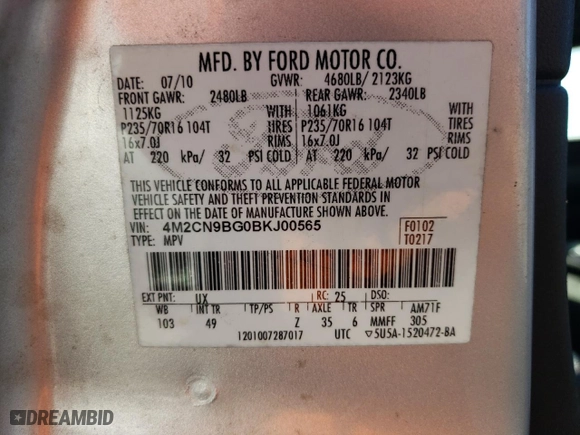 MFD. BY FORD MOTOR CO.
DATE: 07/10 GVWR: 4680LB/ 2123KG
FRONT GAWR: 2480LB REAR GAWR: 2340LB
1125KG WITH 1061KG WITH
P235/70R16 104T TIRES P235/70R16 104T TIRES
16x7.0J RIMS 16x7.0J RIMS
AT 220 kPa/ 32 PSI COLD AT 220 kPa/ 32 PSI COLD
THIS VEHICLE CONFORMS TO ALL APPLICABLE FEDERAL MOTOR
VEHICLE SAFETY AND THEFT PREVENTION STANDARDS IN
EFFECT ON THE DATE OF MANUFACTURE SHOWN ABOVE.
VIN: 4M2CN9BG0BKJ00565 F0102
TYPE: MPV T0217
EXT PNT: UX RC: 25 DSO:
WB INT TR TP/PS R AXLE TR SPR AM71F
103 49 Z 35 6 MMFF 305
1201007287017 UTC ▽5U5A-1520472-BA
DREAMBID